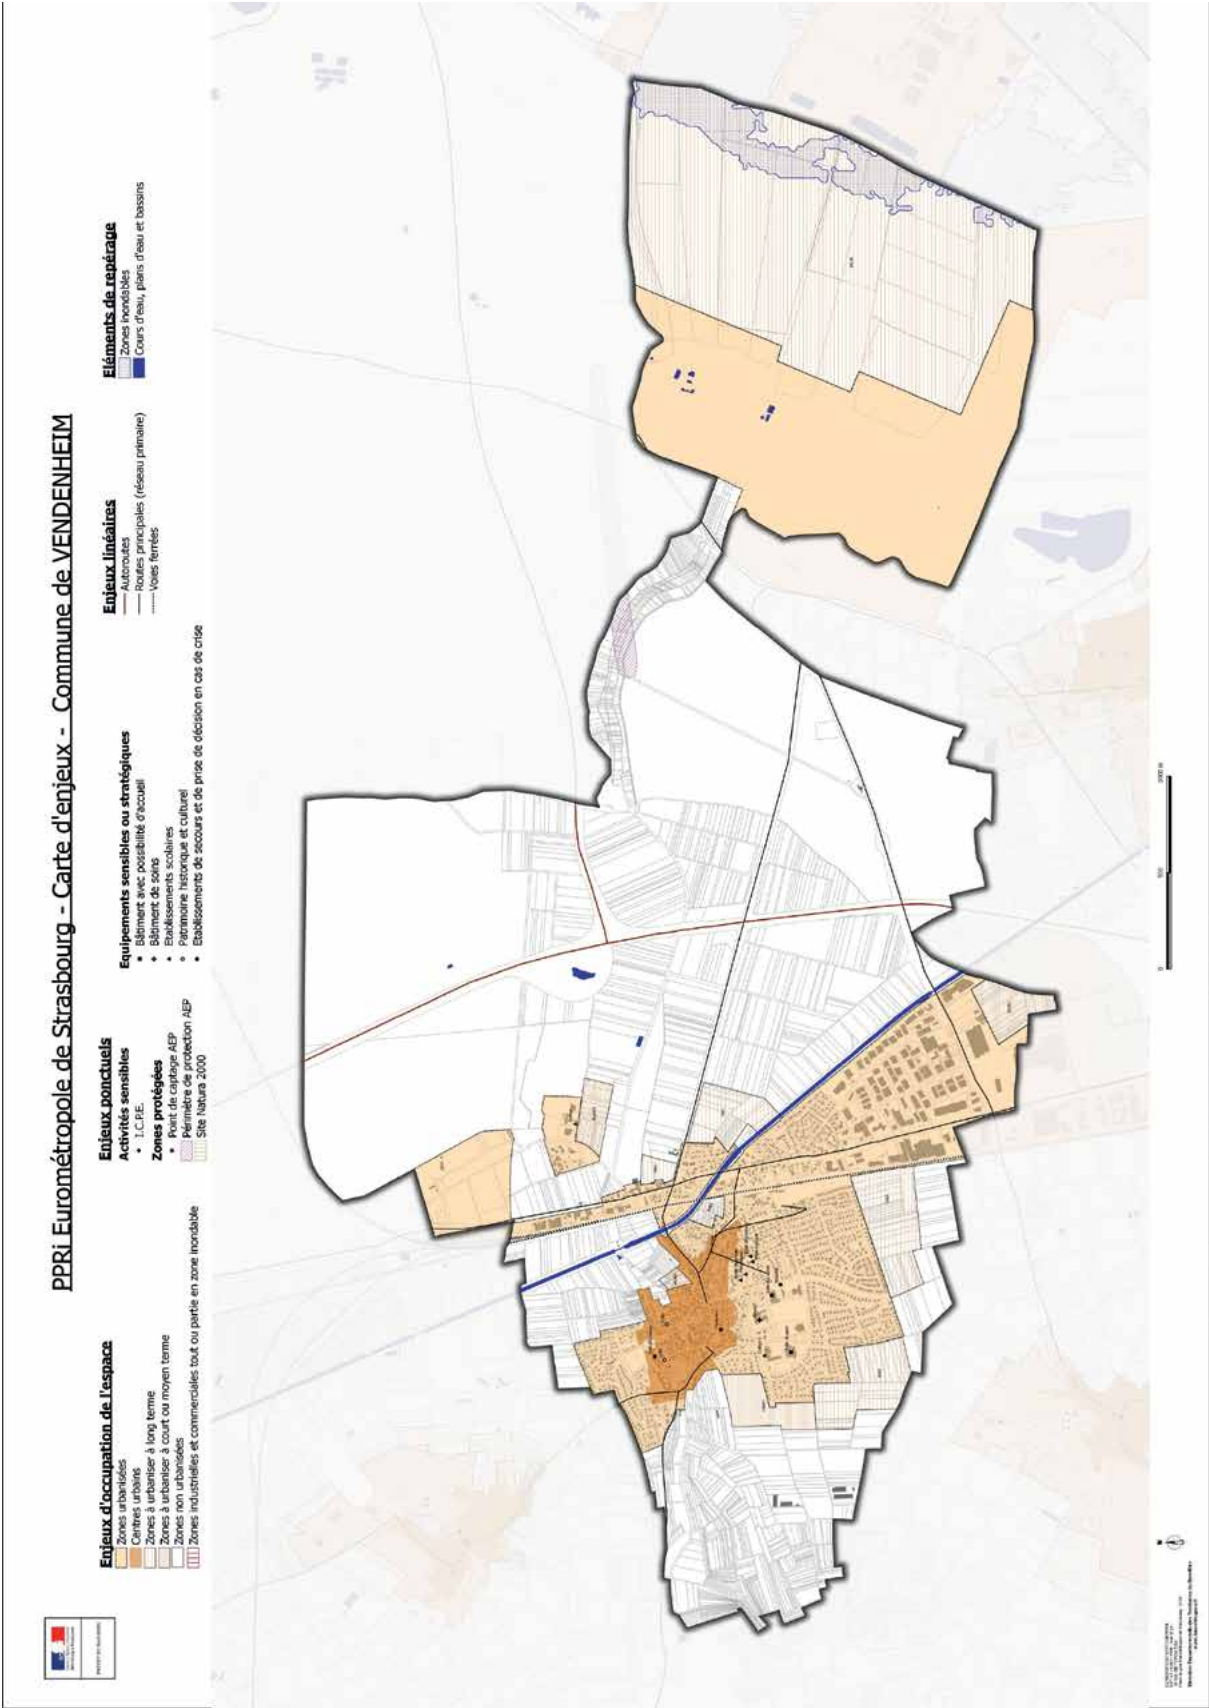 PPRi Eurométropole de Strasbourg - Carte d'enjeux - Commune de VENDENHEIM
Enjeux d'occupation de l'espace
Zones urbanisées
Centres urbains
Zones à urbaniser à long terme
Zones à urbaniser à court ou moyen terme
Zones non urbanisées
Zones industrielles et commerciales tout ou partie en zone inondable
Enjeux ponctuels
Activités sensibles
I.C.P.E.
Zones protégées
Point de captage AEP
Périmètre de protection AEP
Site Natura 2000
Equipements sensibles ou stratégiques
Bâtiment avec possibilité d'accueil
Bâtiment de soins
Etablissements scolaires
Patrimoine historique et culturel
Etablissements de secours et de prise de décision en cas de crise
Enjeux linéaires
Autoroutes
Routes principales (réseau primaire)
Voies ferrées
Eléments de repérage
Zones inondables
Cours d'eau, plans d'eau et bassins
0 500 1000 m
N